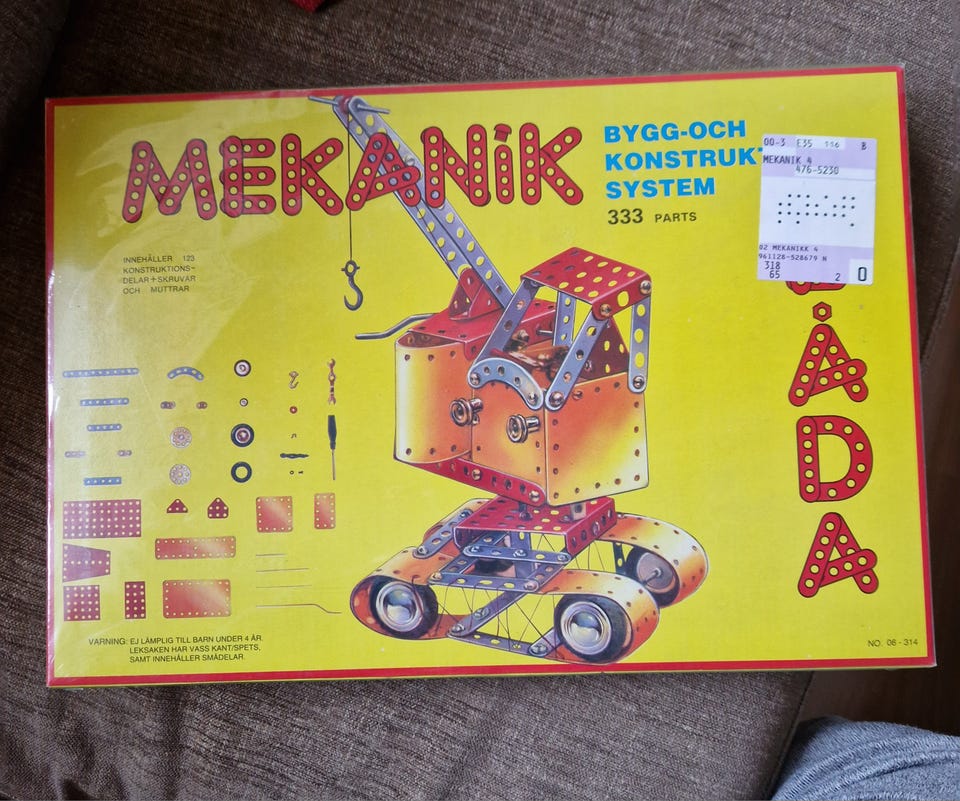 MEKANiK
BYGG-OCH
KONSTRUK
SYSTEM
333 PARTS
00-3 E35 116 B
MEKANIK 4
476-5230
02 MEKANIKK 4
961128-528679 N
318
65 2 0
INNEHÅLLER 123
KONSTRUKTIONS-
DELAR + SKRUVAR
OCH MUTTRAR
ÅDA
VARNING: EJ LÄMPLIG TILL BARN UNDER 4 ÅR.
LEKSAKEN HAR VASS KANT/SPETS,
SAMT INNEHÅLLER SMÅDELAR.
NO. 06 - 314